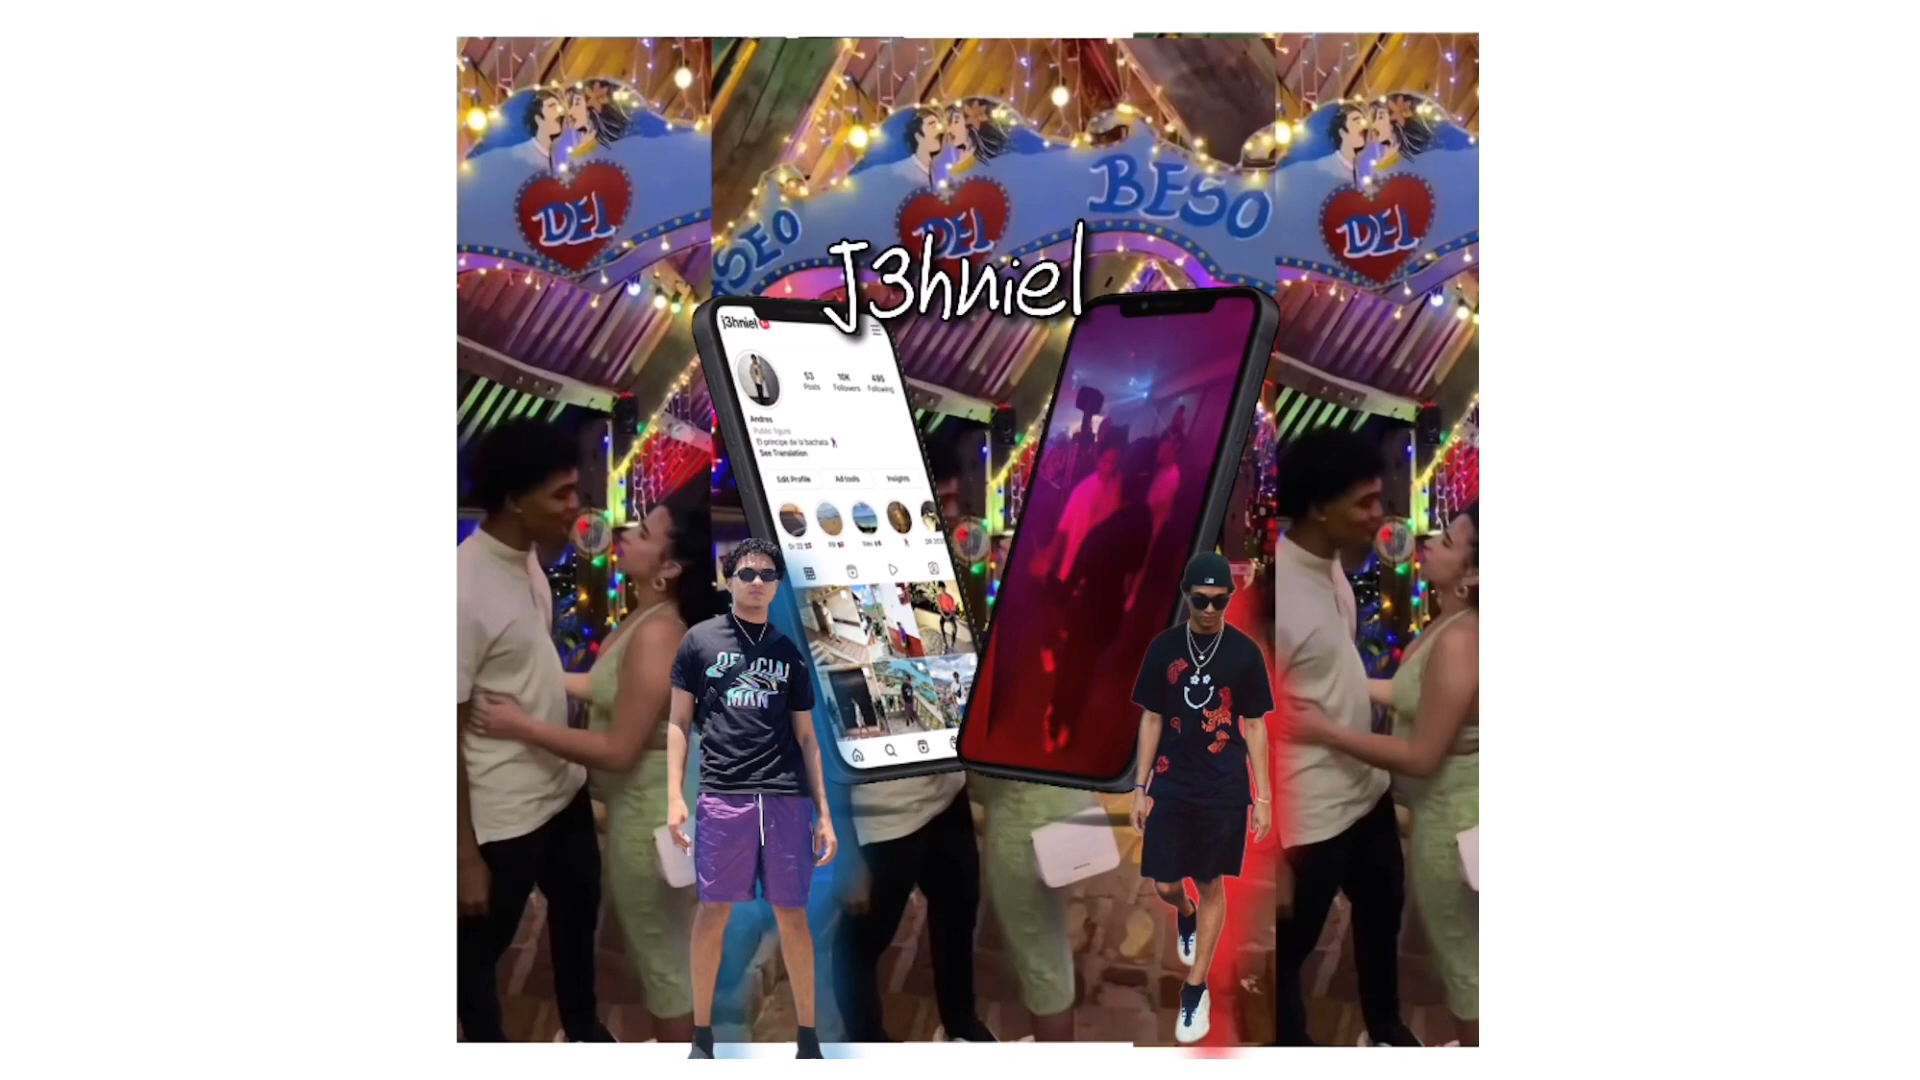 DEL
SEO
DEL
BESO
DEL
J3hniel
j3hniel
53
10K
495
Posts
Followers
Following
Andres
Public figure
El principe de la bachata
See Translation
Edit Profile
Ad tools
Insights
OFFICIAL
MAN